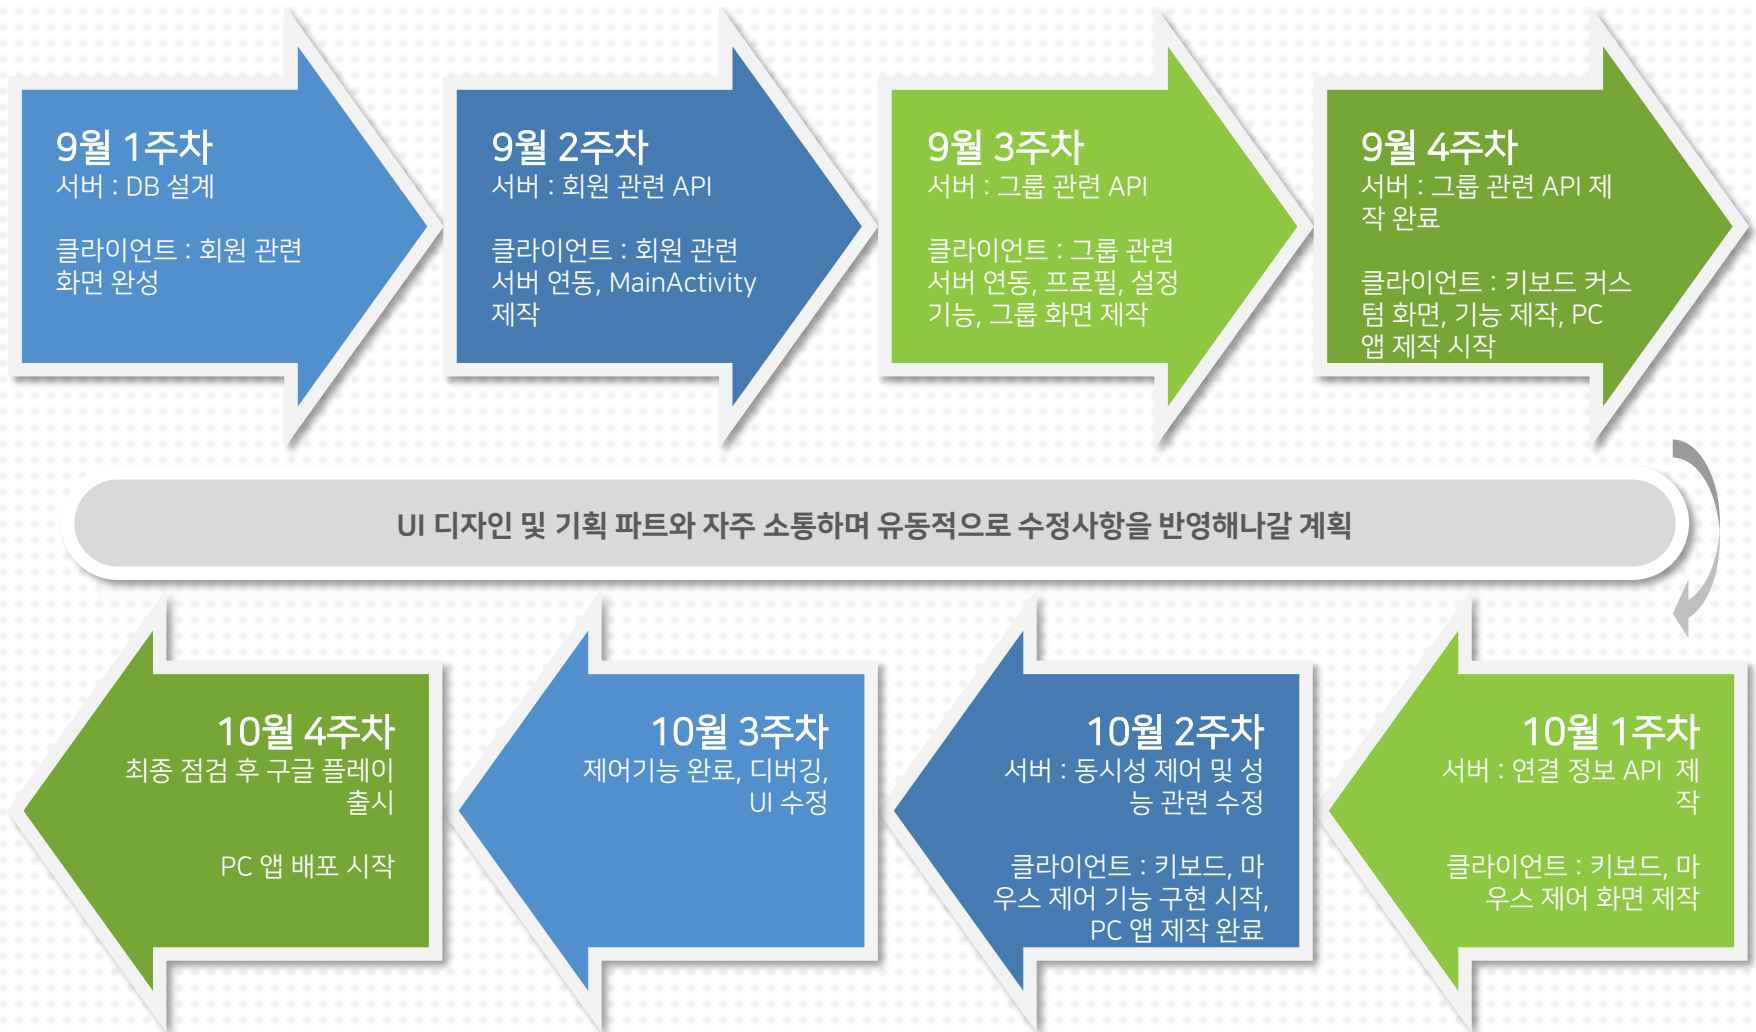 9월 1주차
서버 : DB 설계
클라이언트 : 회원 관련
화면 완성
9월 2주차
서버 : 회원 관련 API
클라이언트 : 회원 관련
서버 연동, MainActivity
제작
9월 3주차
서버 : 그룹 관련 API
클라이언트 : 그룹 관련
서버 연동, 프로필, 설정
기능, 그룹 화면 제작
9월 4주차
서버 : 그룹 관련 API 제
작 완료
클라이언트 : 키보드 커스
텀 화면, 기능 제작, PC
앱 제작 시작
UI 디자인 및 기획 파트와 자주 소통하며 유동적으로 수정사항을 반영해나갈 계획
10월 1주차
서버 : 연결 정보 API 제
작
클라이언트 : 키보드, 마
우스 제어 화면 제작
10월 2주차
서버 : 동시성 제어 및 성
능 관련 수정
클라이언트 : 키보드, 마
우스 제어 기능 구현 시작,
PC 앱 제작 완료
10월 3주차
제어기능 완료, 디버깅,
UI 수정
10월 4주차
최종 점검 후 구글 플레이
출시
PC 앱 배포 시작